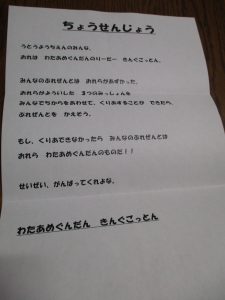 ちょうせんじょう
うとうようちえんのみんな、
おれは　わたあめぐんだんのりーだー　きんぐこっとん。
みんなのぷれぜんとは　おれらがあずかった。
おれらがよういした　３つのみっしょんを
みんなでちからをあわせて、くりあすることが　できたら、
ぷれぜんとを　かえそう。
もし、くりあできなかったら　みんなのぷれぜんとは
おれら　わたあめぐんだんのものだ！！
せいぜい、がんばってくれよな。
わたあめぐんだん　きんぐこっとん